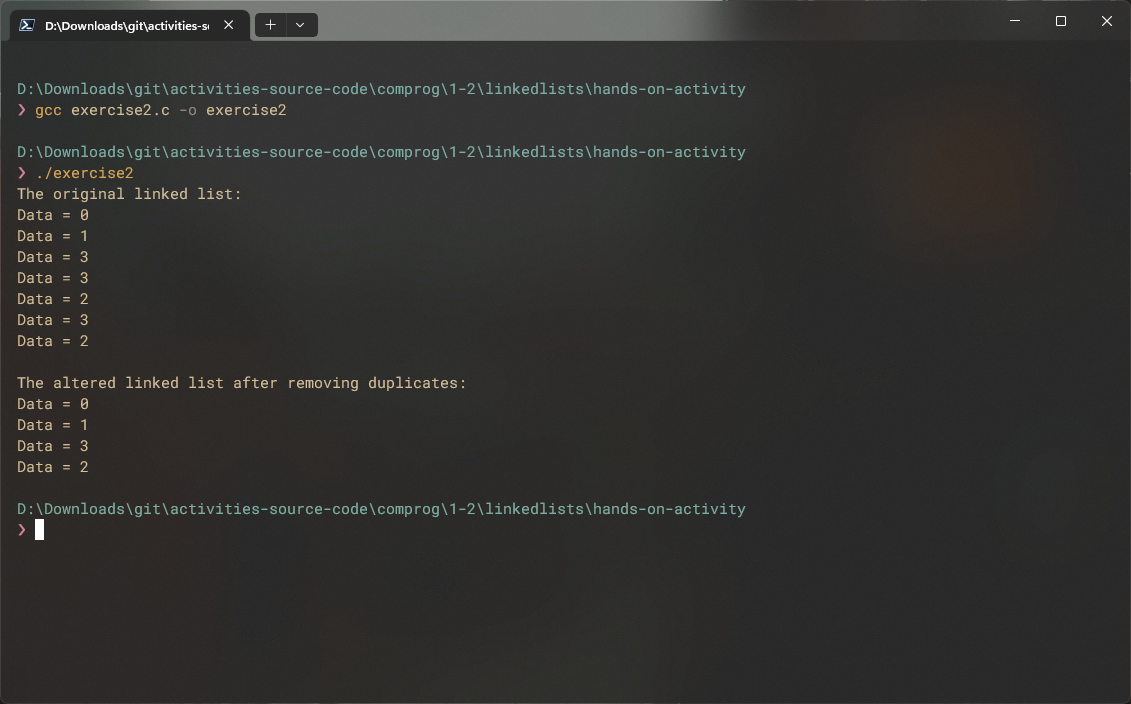 D:\Downloads\git\activities-so
D:\Downloads\git\activities-source-code\comprog\1-2\linkedlists\hands-on-activity
❯ gcc exercise2.c -o exercise2
D:\Downloads\git\activities-source-code\comprog\1-2\linkedlists\hands-on-activity
❯ ./exercise2
The original linked list:
Data = 0
Data = 1
Data = 3
Data = 3
Data = 2
Data = 3
Data = 2
The altered linked list after removing duplicates:
Data = 0
Data = 1
Data = 3
Data = 2
D:\Downloads\git\activities-source-code\comprog\1-2\linkedlists\hands-on-activity
❯